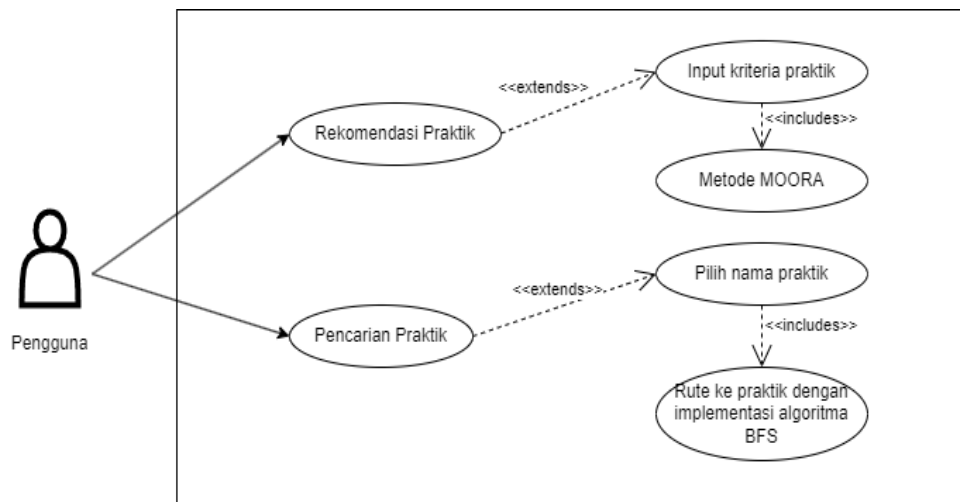 Input kriteria praktik
<<extends>>
<<includes>>
Rekomendasi Praktik
Metode MOORA
Pilih nama praktik
<<extends>>
<<includes>>
Pencarian Praktik
Pengguna
Rute ke praktik dengan
implementasi algoritma
BFS